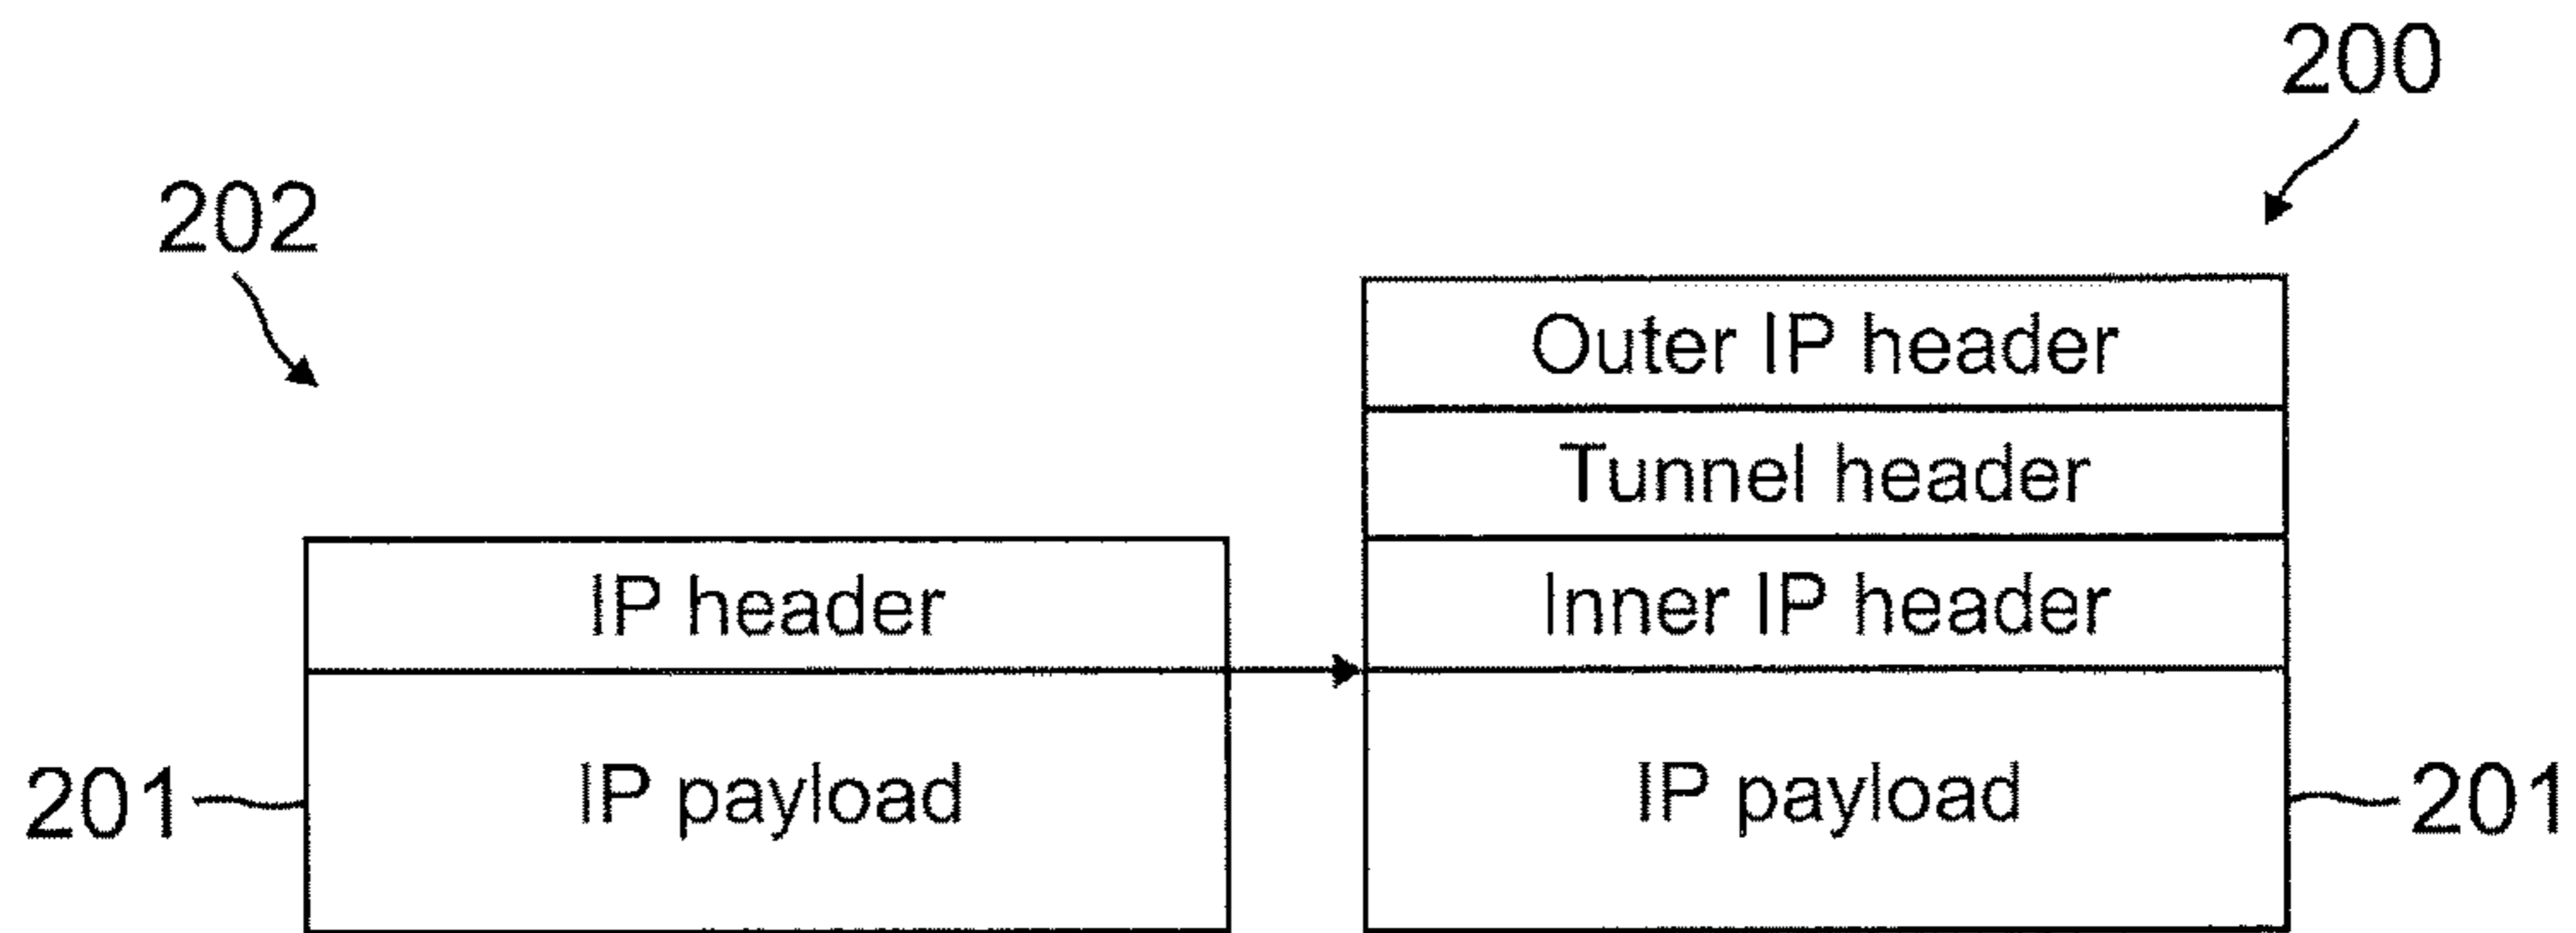 200
202
Outer IP header
Tunnel header
IP header
Inner IP header
201
IP payload
IP payload
201